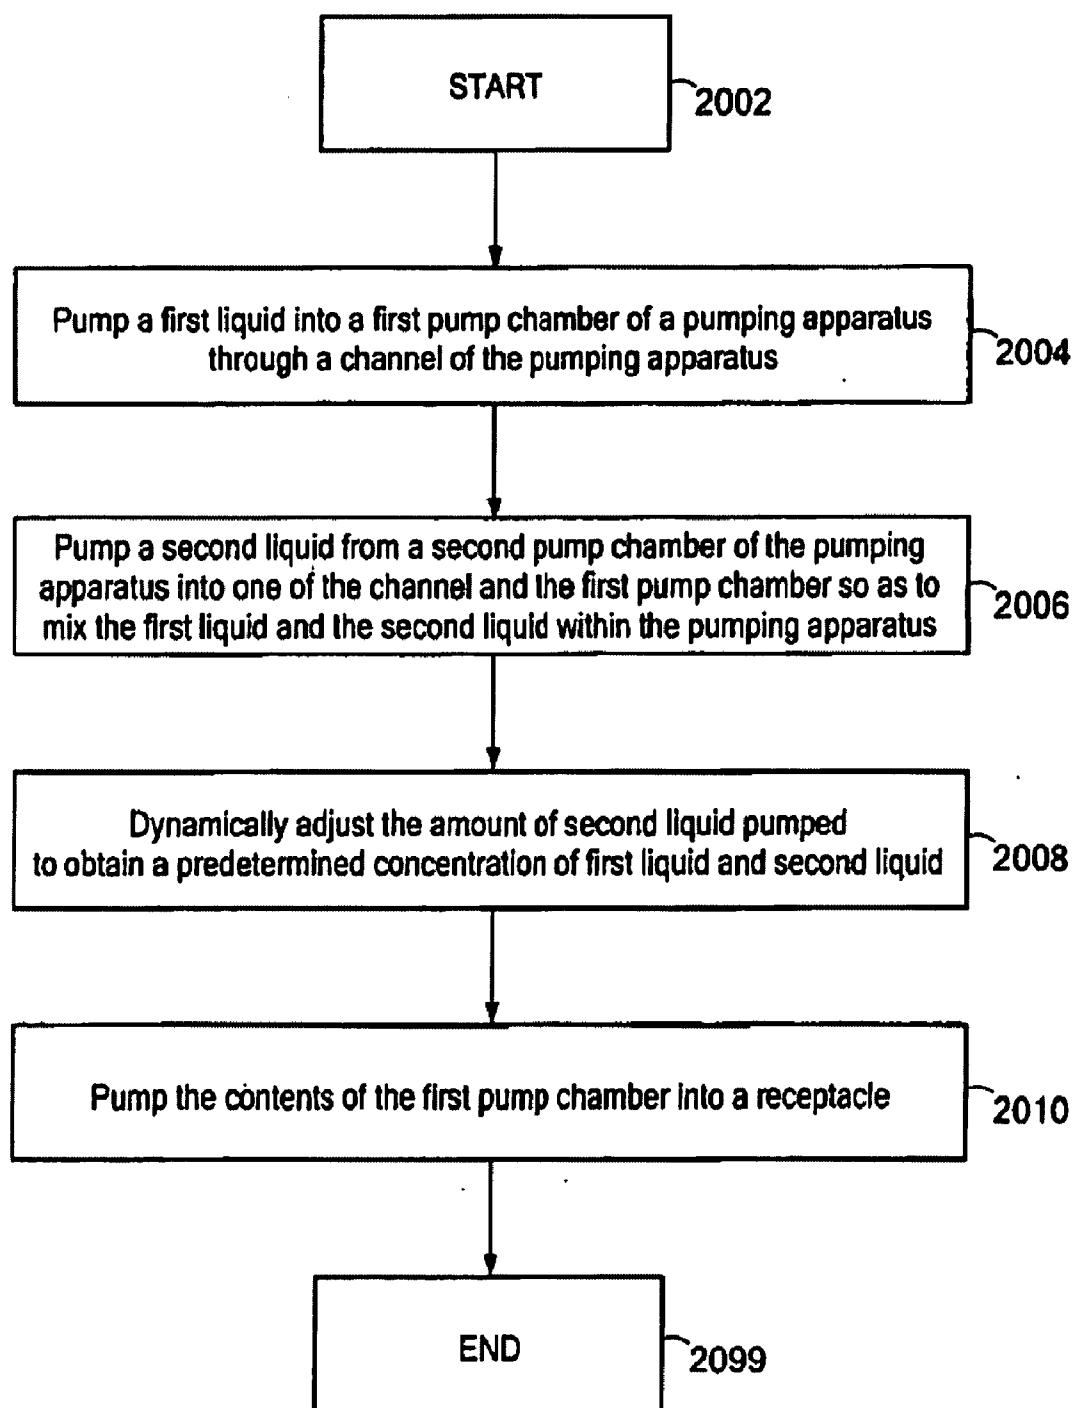 START
2002
Pump a first liquid into a first pump chamber of a pumping apparatus
through a channel of the pumping apparatus
2004
Pump a second liquid from a second pump chamber of the pumping
apparatus into one of the channel and the first pump chamber so as to
mix the first liquid and the second liquid within the pumping apparatus
2006
Dynamically adjust the amount of second liquid pumped
to obtain a predetermined concentration of first liquid and second liquid
2008
Pump the contents of the first pump chamber into a receptacle
2010
END
2099